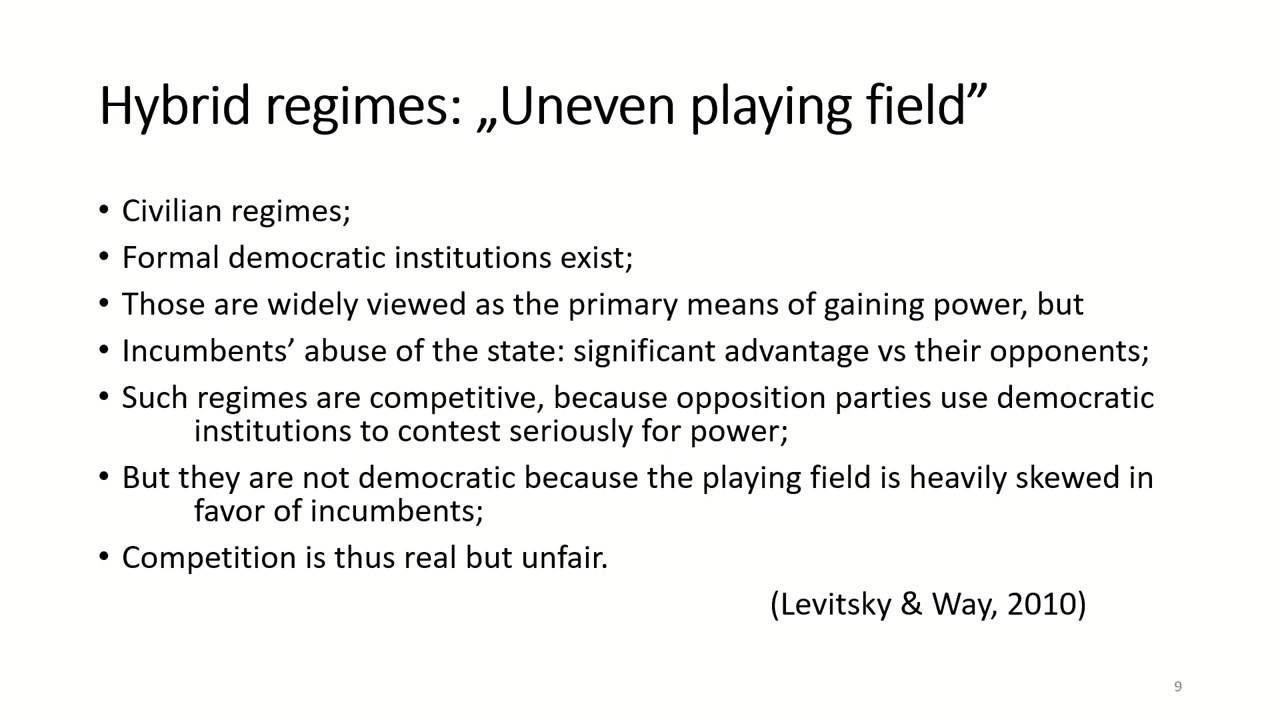 Hybrid regimes: „Uneven playing field”
• Civilian regimes;
• Formal democratic institutions exist;
• Those are widely viewed as the primary means of gaining power, but
• Incumbents’ abuse of the state: significant advantage vs their opponents;
• Such regimes are competitive, because opposition parties use democratic
institutions to contest seriously for power;
• But they are not democratic because the playing field is heavily skewed in
favor of incumbents;
• Competition is thus real but unfair.
(Levitsky & Way, 2010)
9